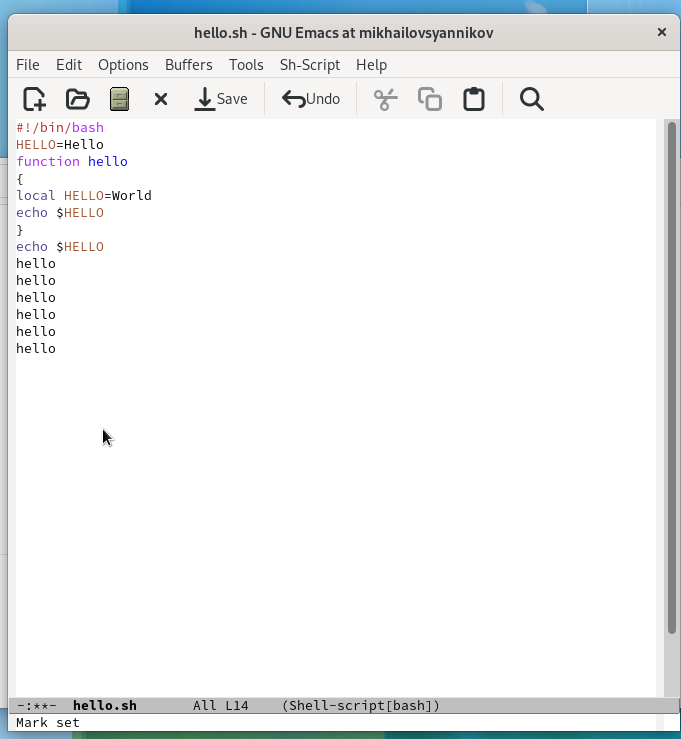 hello.sh - GNU Emacs at mikhailovsyannikov
File Edit Options Buffers Tools Sh-Script Help
Save Undo
#!/bin/bash
HELLO=Hello
function hello
{
local HELLO=World
echo $HELLO
}
echo $HELLO
hello
hello
hello
hello
hello
hello
-:**-  hello.sh       All L14    (Shell-script[bash])
Mark set